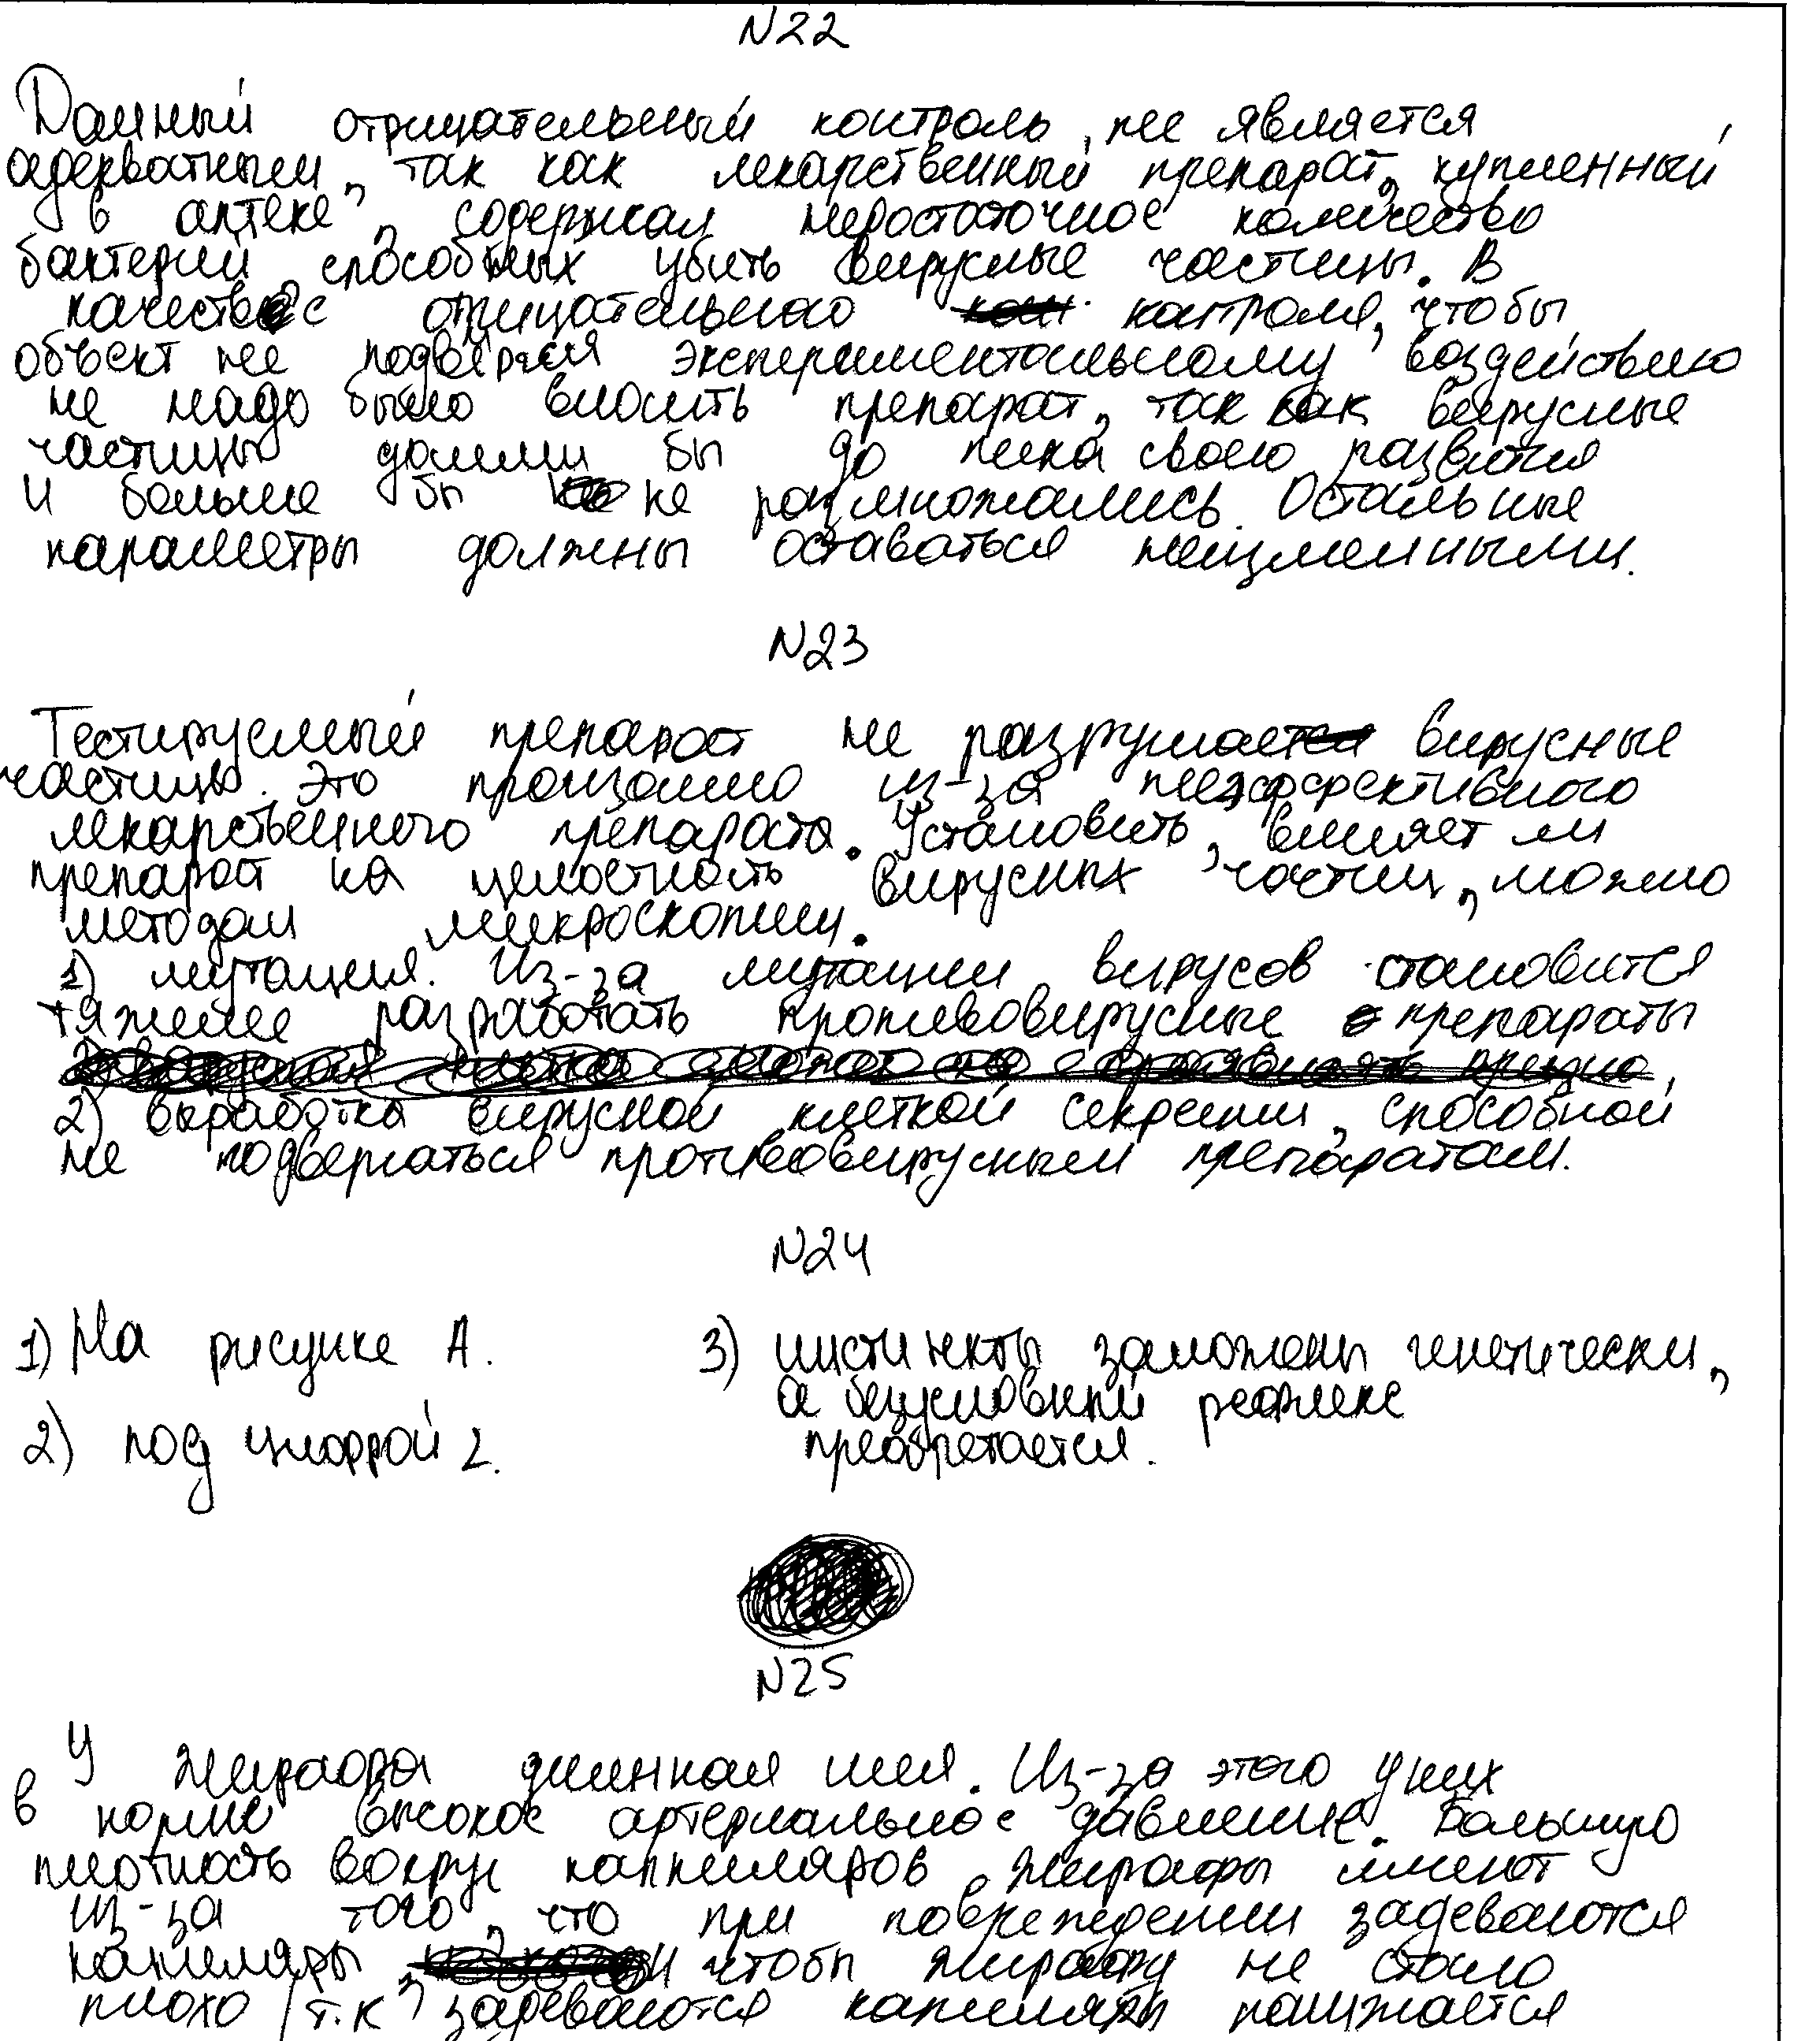 N22
Данный отрицательный контроль, не является
адекватным, так как лекарственный препарат, купленный
в аптеке, содержал недостаточное количество
бактерий, способных убить вирусные частицы. В
качестве отрицательного контроля, чтобы
объект не подвергался экспериментальному воздействию
не надо было вносить препарат, так как вирусные
частицы дошли бы до пика своего развития
и больше бы не размножались. Остальные
параметры должны оставаться неизменными.
N23
Тестируемый препарат не разрушает вирусные
частицы. Это произошло из-за неэффективного
лекарственного препарата. Установить, влияет ли
препарат на целостность вирусных частиц, можно
методом микроскопии.
1) мутация. Из-за мутации вирусов становится
тяжелее разработать противовирусные препараты
2) выработка вирусной клеткой секреции, способной
не подвергаться противовирусным препаратам.
N24
1) На рисунке А.
2) под цифрой 2.
3) инстинкты заложены генетически,
а безусловный рефлекс
преобретается.
N25
У жирафа длинная шея. Из-за этого у них
в норме высокое артериальное давление. Большую
плотность вокруг капилляров жирафы имеют
из-за того, что при повреждении задеваются
капилляры, и чтобы жирафу не стало
плохо /т.к задеваются капилляры понижается